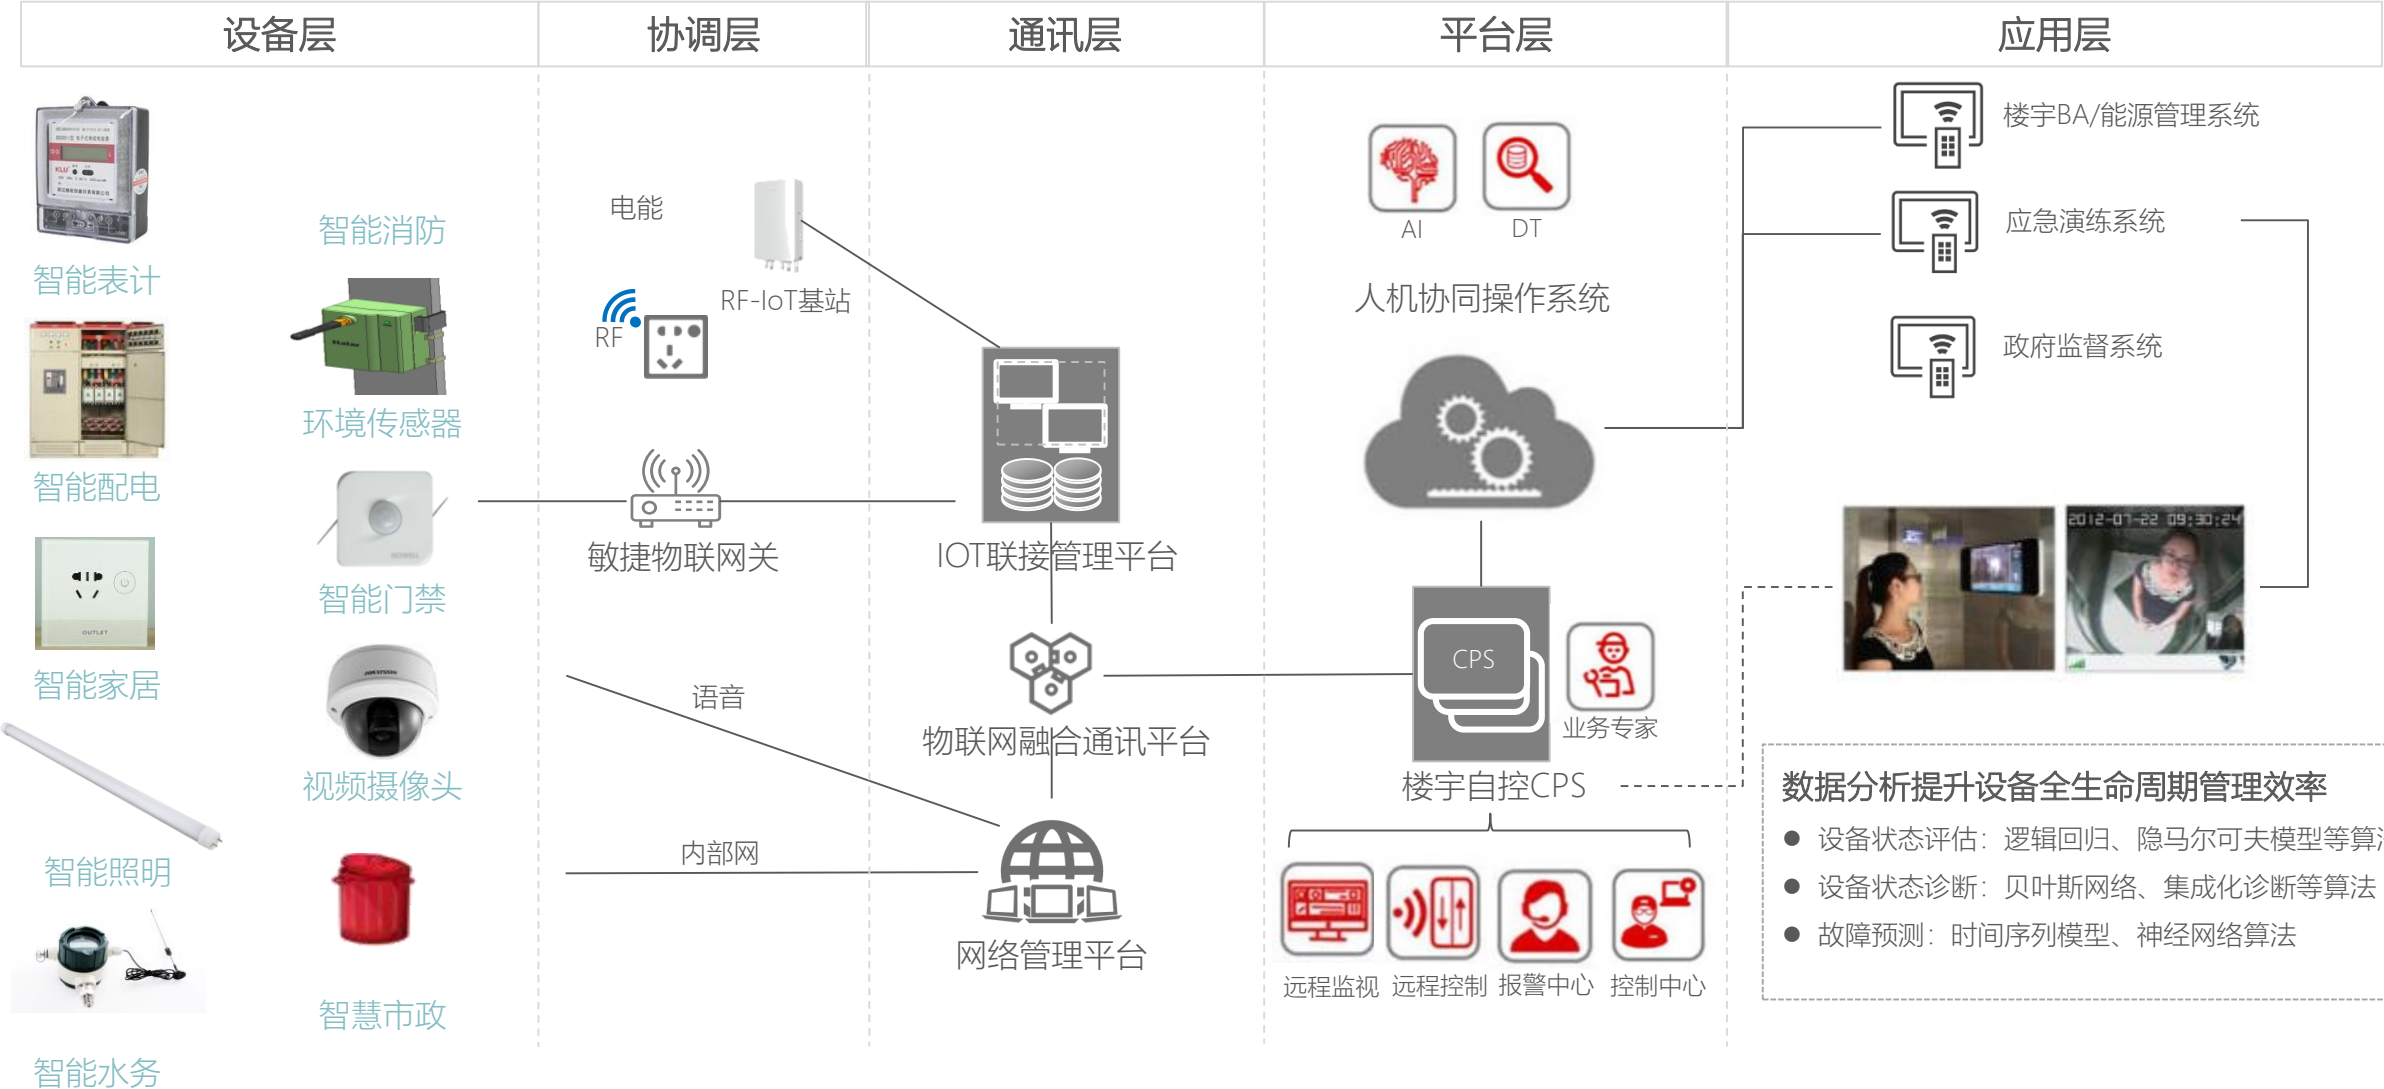 设备层
协调层
通讯层
平台层
应用层
KLD
智能表计
智能配电
OUTLET
智能家居
智能照明
智能水务
智能消防
环境传感器
智能门禁
视频摄像头
智慧市政
电能
RF-IoT基站
RF
敏捷物联网关
语音
内部网
IOT联接管理平台
物联网融合通讯平台
网络管理平台
AI
DT
人机协同操作系统
CPS
业务专家
楼宇自控CPS
远程监视
远程控制
报警中心
控制中心
楼宇BA/能源管理系统
应急演练系统
政府监督系统
2012-07-22 09:30:24
数据分析提升设备全生命周期管理效率
● 设备状态评估：逻辑回归、隐马尔可夫模型等算
● 设备状态诊断：贝叶斯网络、集成化诊断等算法
● 故障预测：时间序列模型、神经网络算法